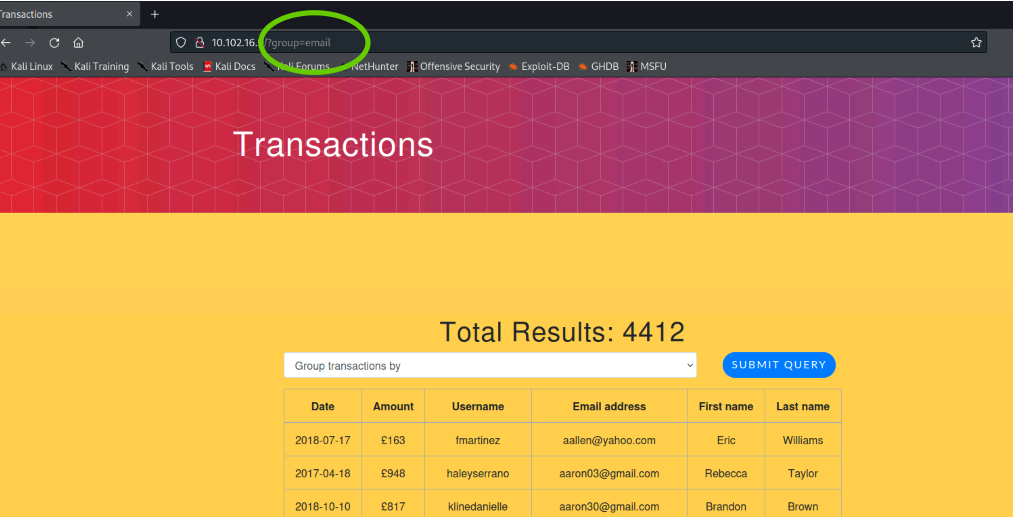 Transactions × +
10.102.16. /?group=email
Kali Linux Kali Training Kali Tools Kali Docs Kali Forums NetHunter Offensive Security Exploit-DB GHDB MSFU
Transactions
Total Results: 4412
Group transactions by SUBMIT QUERY
Date Amount Username Email address First name Last name
2018-07-17 £163 fmartinez aallen@yahoo.com Eric Williams
2017-04-18 £948 haleyserrano aaron03@gmail.com Rebecca Taylor
2018-10-10 £817 klinedanielle aaron30@gmail.com Brandon Brown